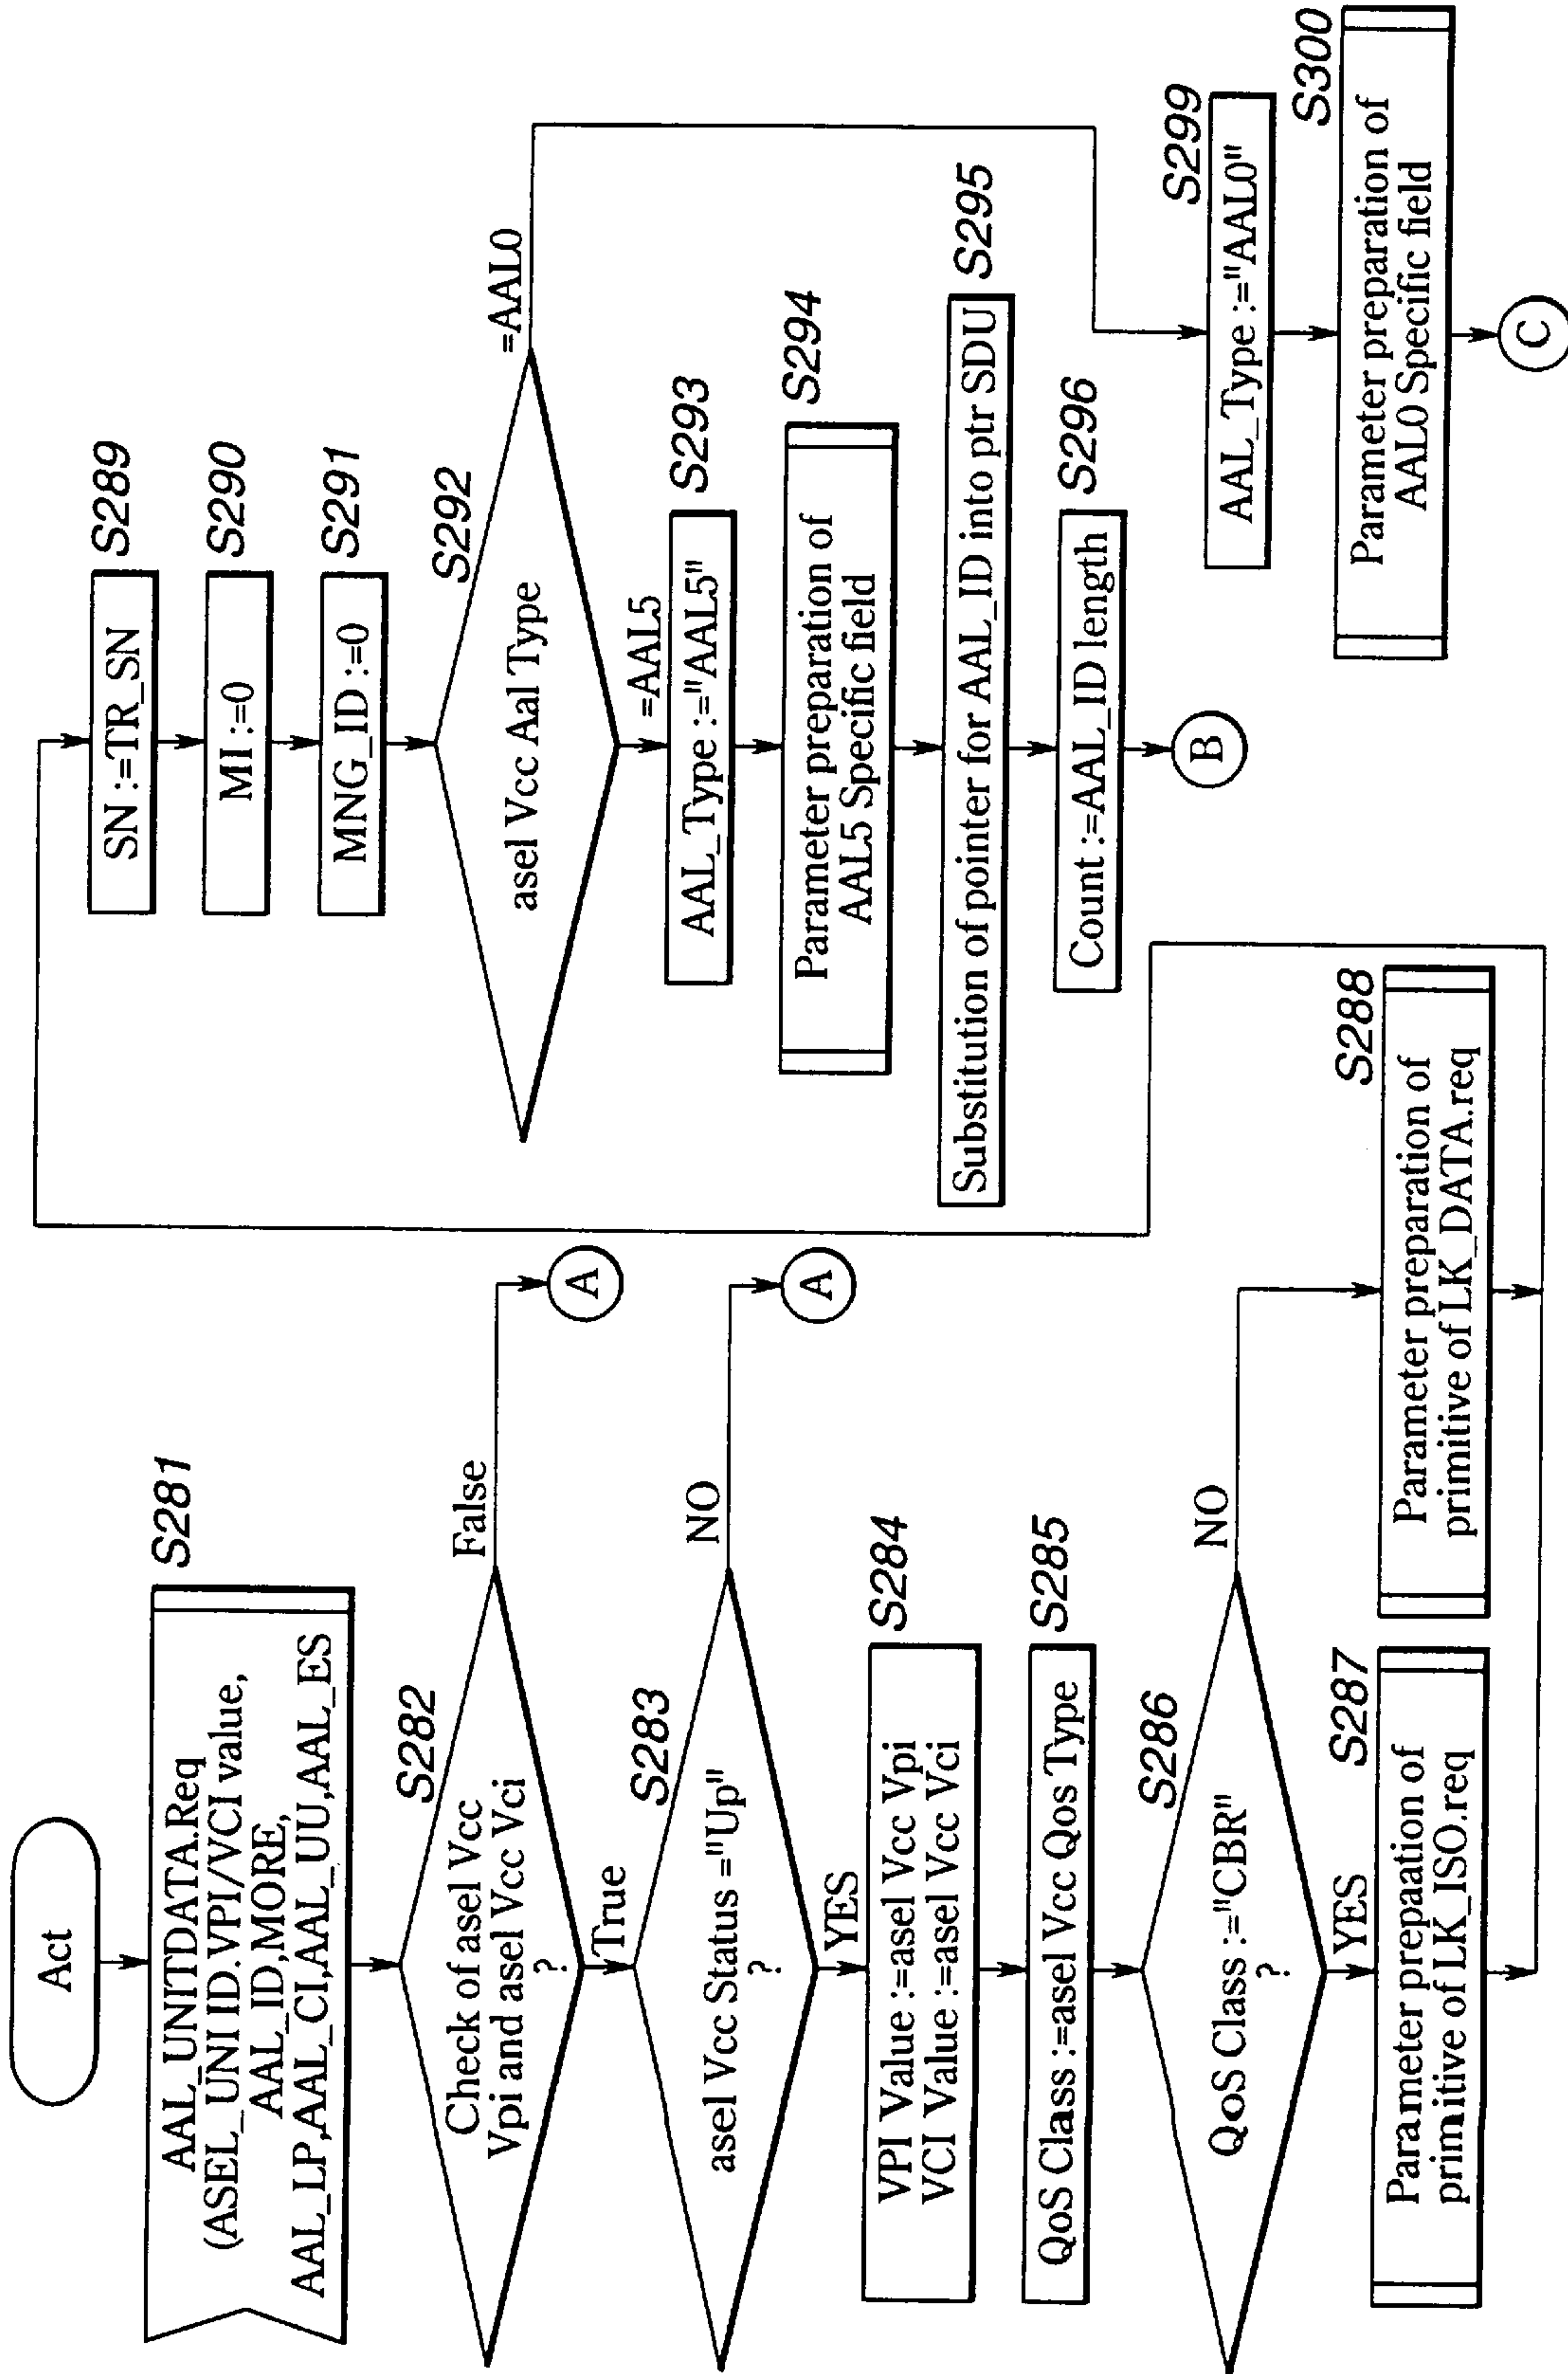 Act
S281
AAL_UNITDATA.Req
(ASEL_UNI ID.VPI/VCI value,
AAL_ID,MORE,
AAL_LP,AAL_CI,AAL_UU,AAL_ES
S282
Check of asel Vcc
Vpi and asel Vcc Vci
?
False
A
True
S283
asel Vcc Status ="Up"
?
NO
A
YES
S284
VPI Value :=asel Vcc Vpi
VCI Value :=asel Vcc Vci
S285
QoS Class :=asel Vcc Qos Type
S286
QoS Class :="CBR"
?
NO
YES
S287
Parameter prepaation of
primitive of LK_ISO.req
S288
Parameter preparation of
primitive of LK_DATA.req
S289
SN :=TR_SN
S290
MI :=0
S291
MNG_ID :=0
S292
asel Vcc Aal Type
=AAL0
=AAL5
S293
AAL_Type :="AAL5"
S294
Parameter preparation of
AAL5 Specific field
S295
Substitution of pointer for AAL_ID into ptr SDU
S296
Count :=AAL_ID length
B
S299
AAL_Type :="AAL0"
S300
Parameter preparation of
AAL0 Specific field
C